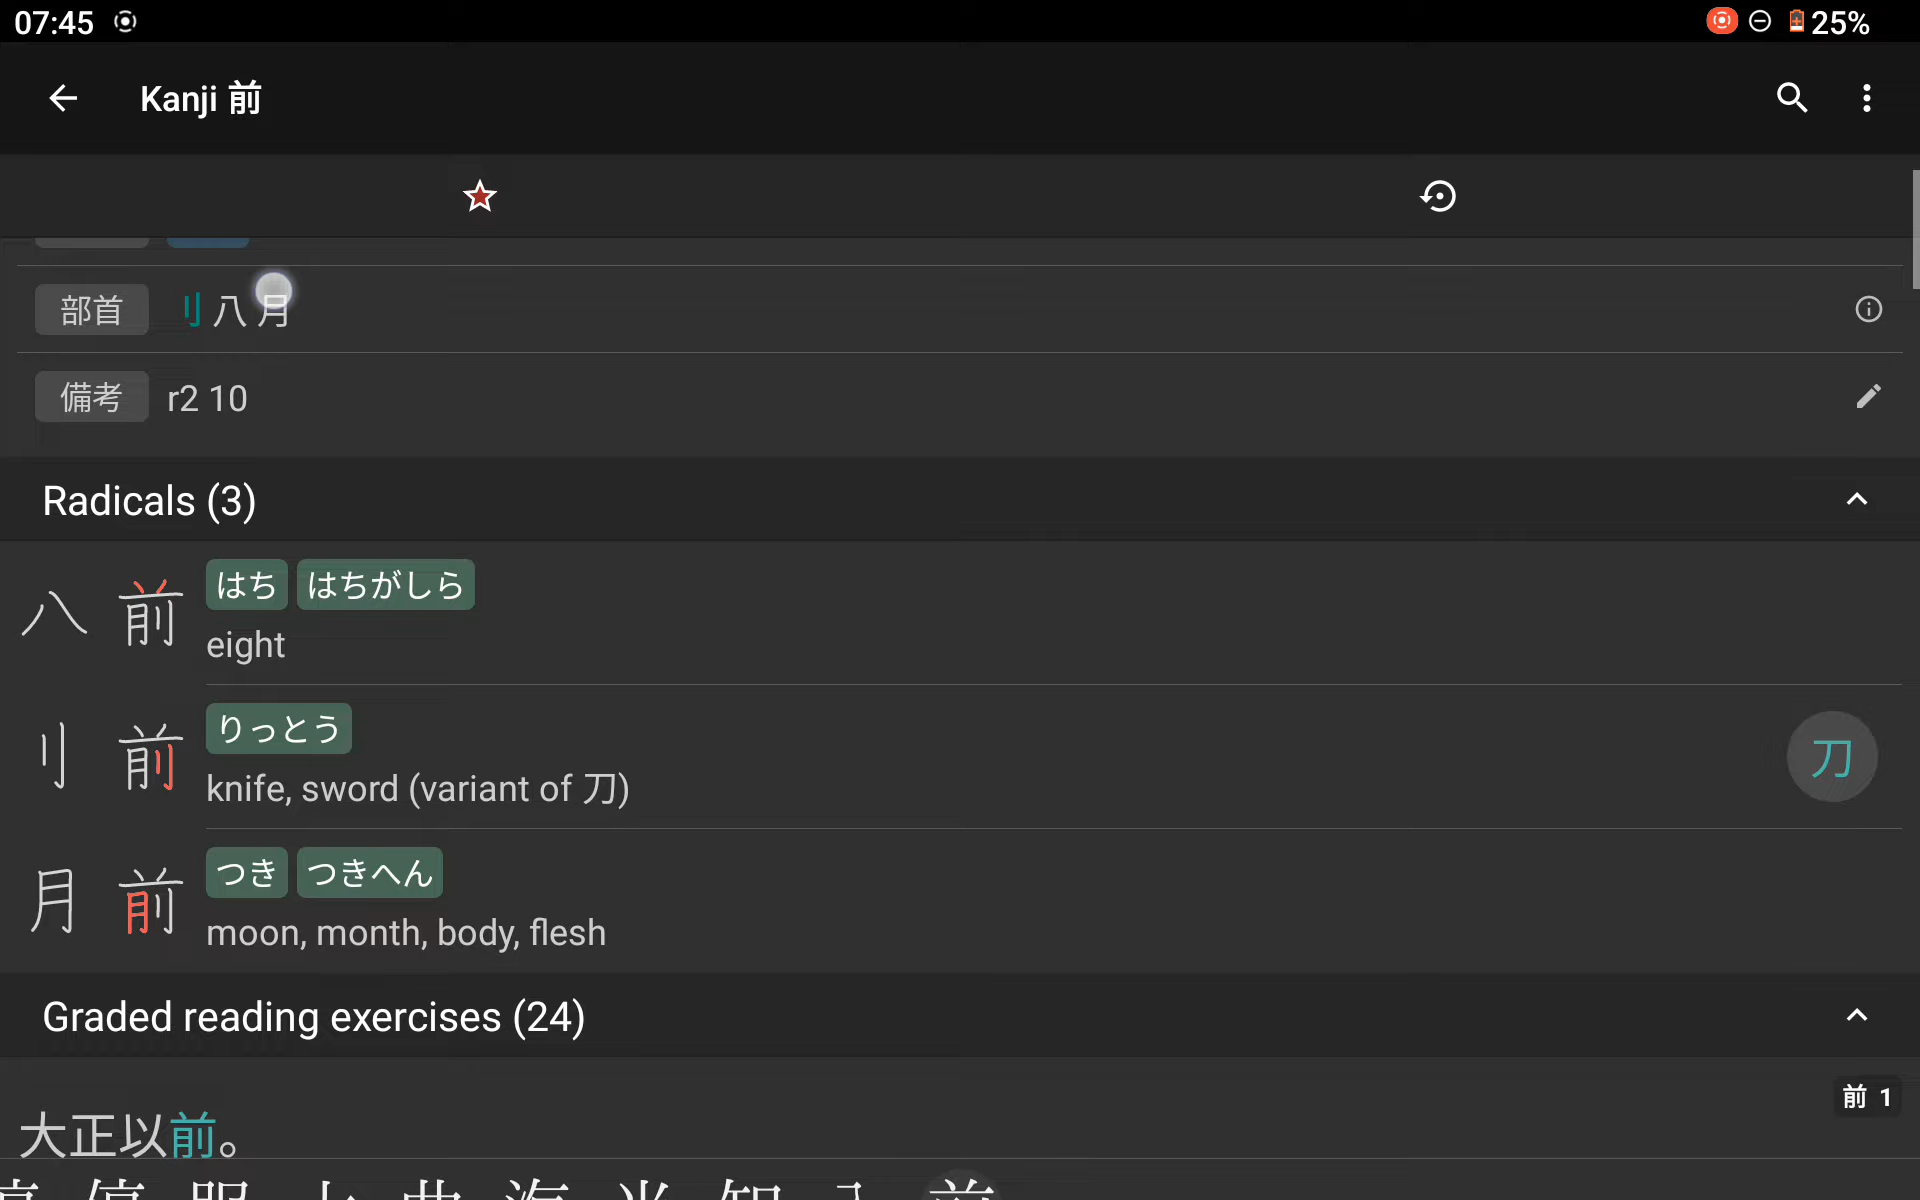 07:45 25%
Kanji 前
部首 刂 八 月
備考 r2 10
Radicals (3)
八 前 はち はちがしら
eight
刂 前 りっとう
knife, sword (variant of 刀) 刀
月 前 つき つきへん
moon, month, body, flesh
Graded reading exercises (24)
前 1
大正以前。